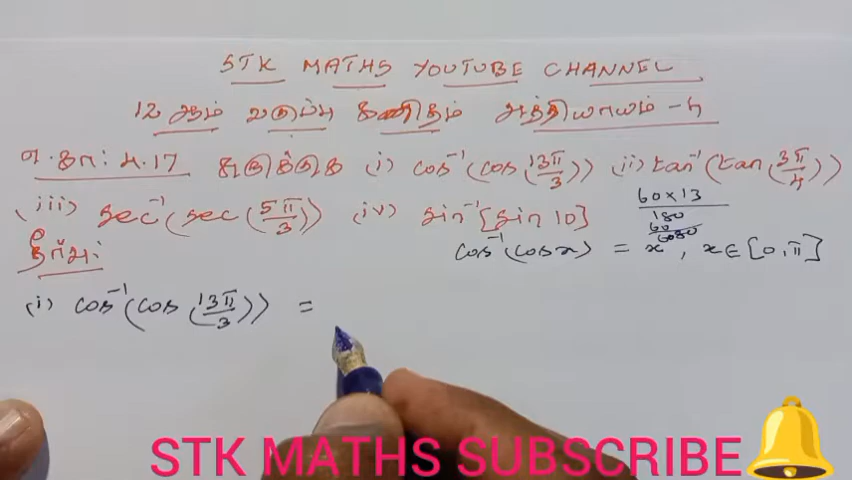 STK MATHS YOUTUBE CHANNEL
12 ஆம் வகுப்பு கணிதம் அத்தியாயம் - 4
எ.கா: 4.17 சுருக்குக (i) cos⁻¹(cos(13π/3)) (ii) tan⁻¹(tan(3π/4))
(iii) sec⁻¹(sec(5π/3)) (iv) sin⁻¹[sin 10]
60×13
180
60
தீர்வு:
cos⁻¹(cos x) = x, x∈[0,π]
(i) cos⁻¹(cos(13π/3)) =
STK MATHS SUBSCRIBE